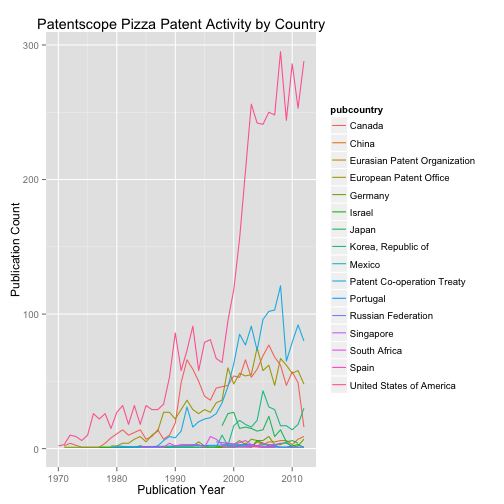 Patentscope Pizza Patent Activity by Country
300
200
100
0
Publication Count
1970
1980
1990
2000
2010
Publication Year
pubcountry
Canada
China
Eurasian Patent Organization
European Patent Office
Germany
Israel
Japan
Korea, Republic of
Mexico
Patent Co-operation Treaty
Portugal
Russian Federation
Singapore
South Africa
Spain
United States of America